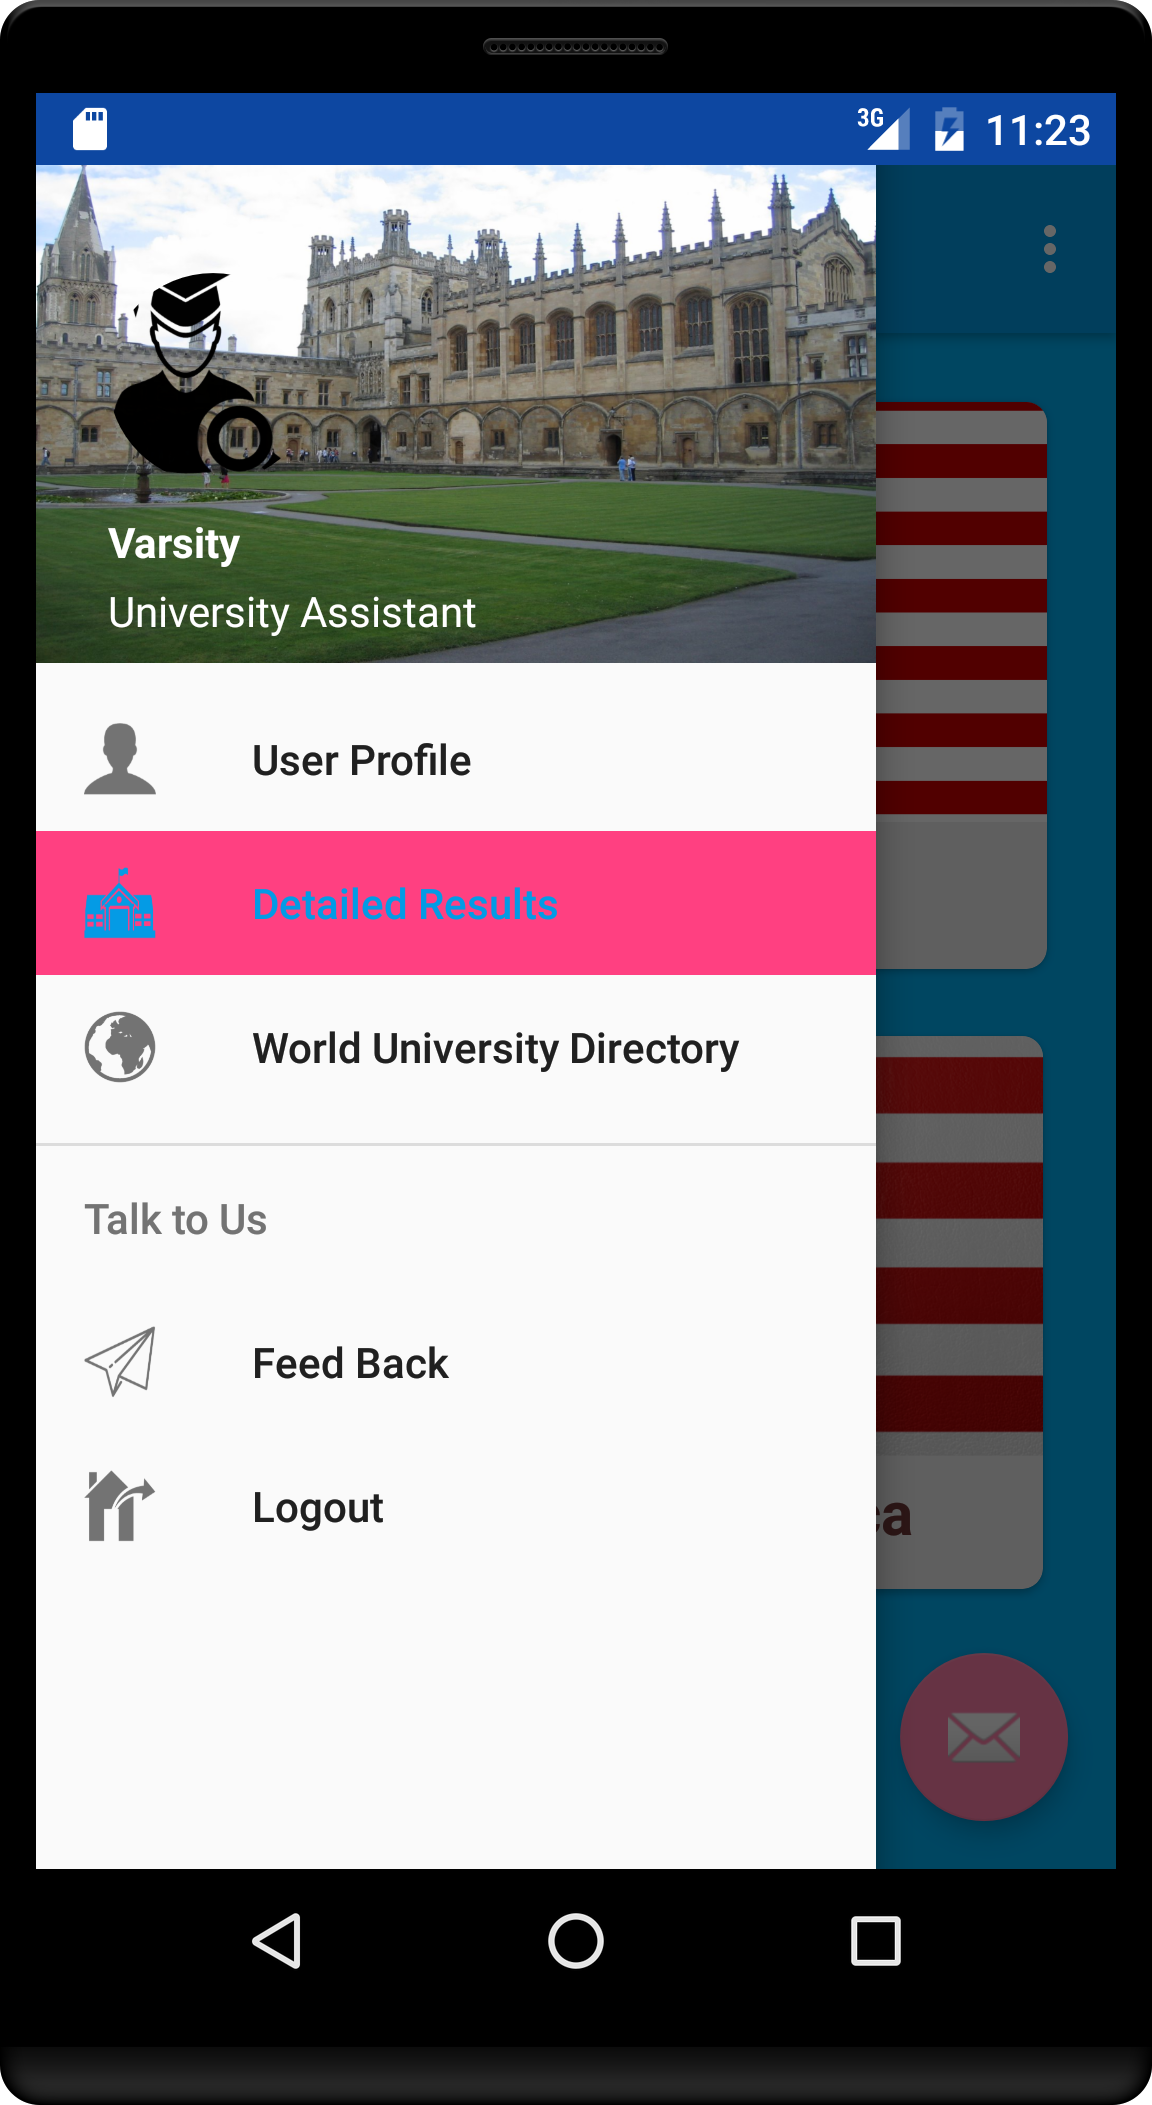 3G 11:23
Varsity
University Assistant
User Profile
Detailed Results
World University Directory
Talk to Us
Feed Back
Logout